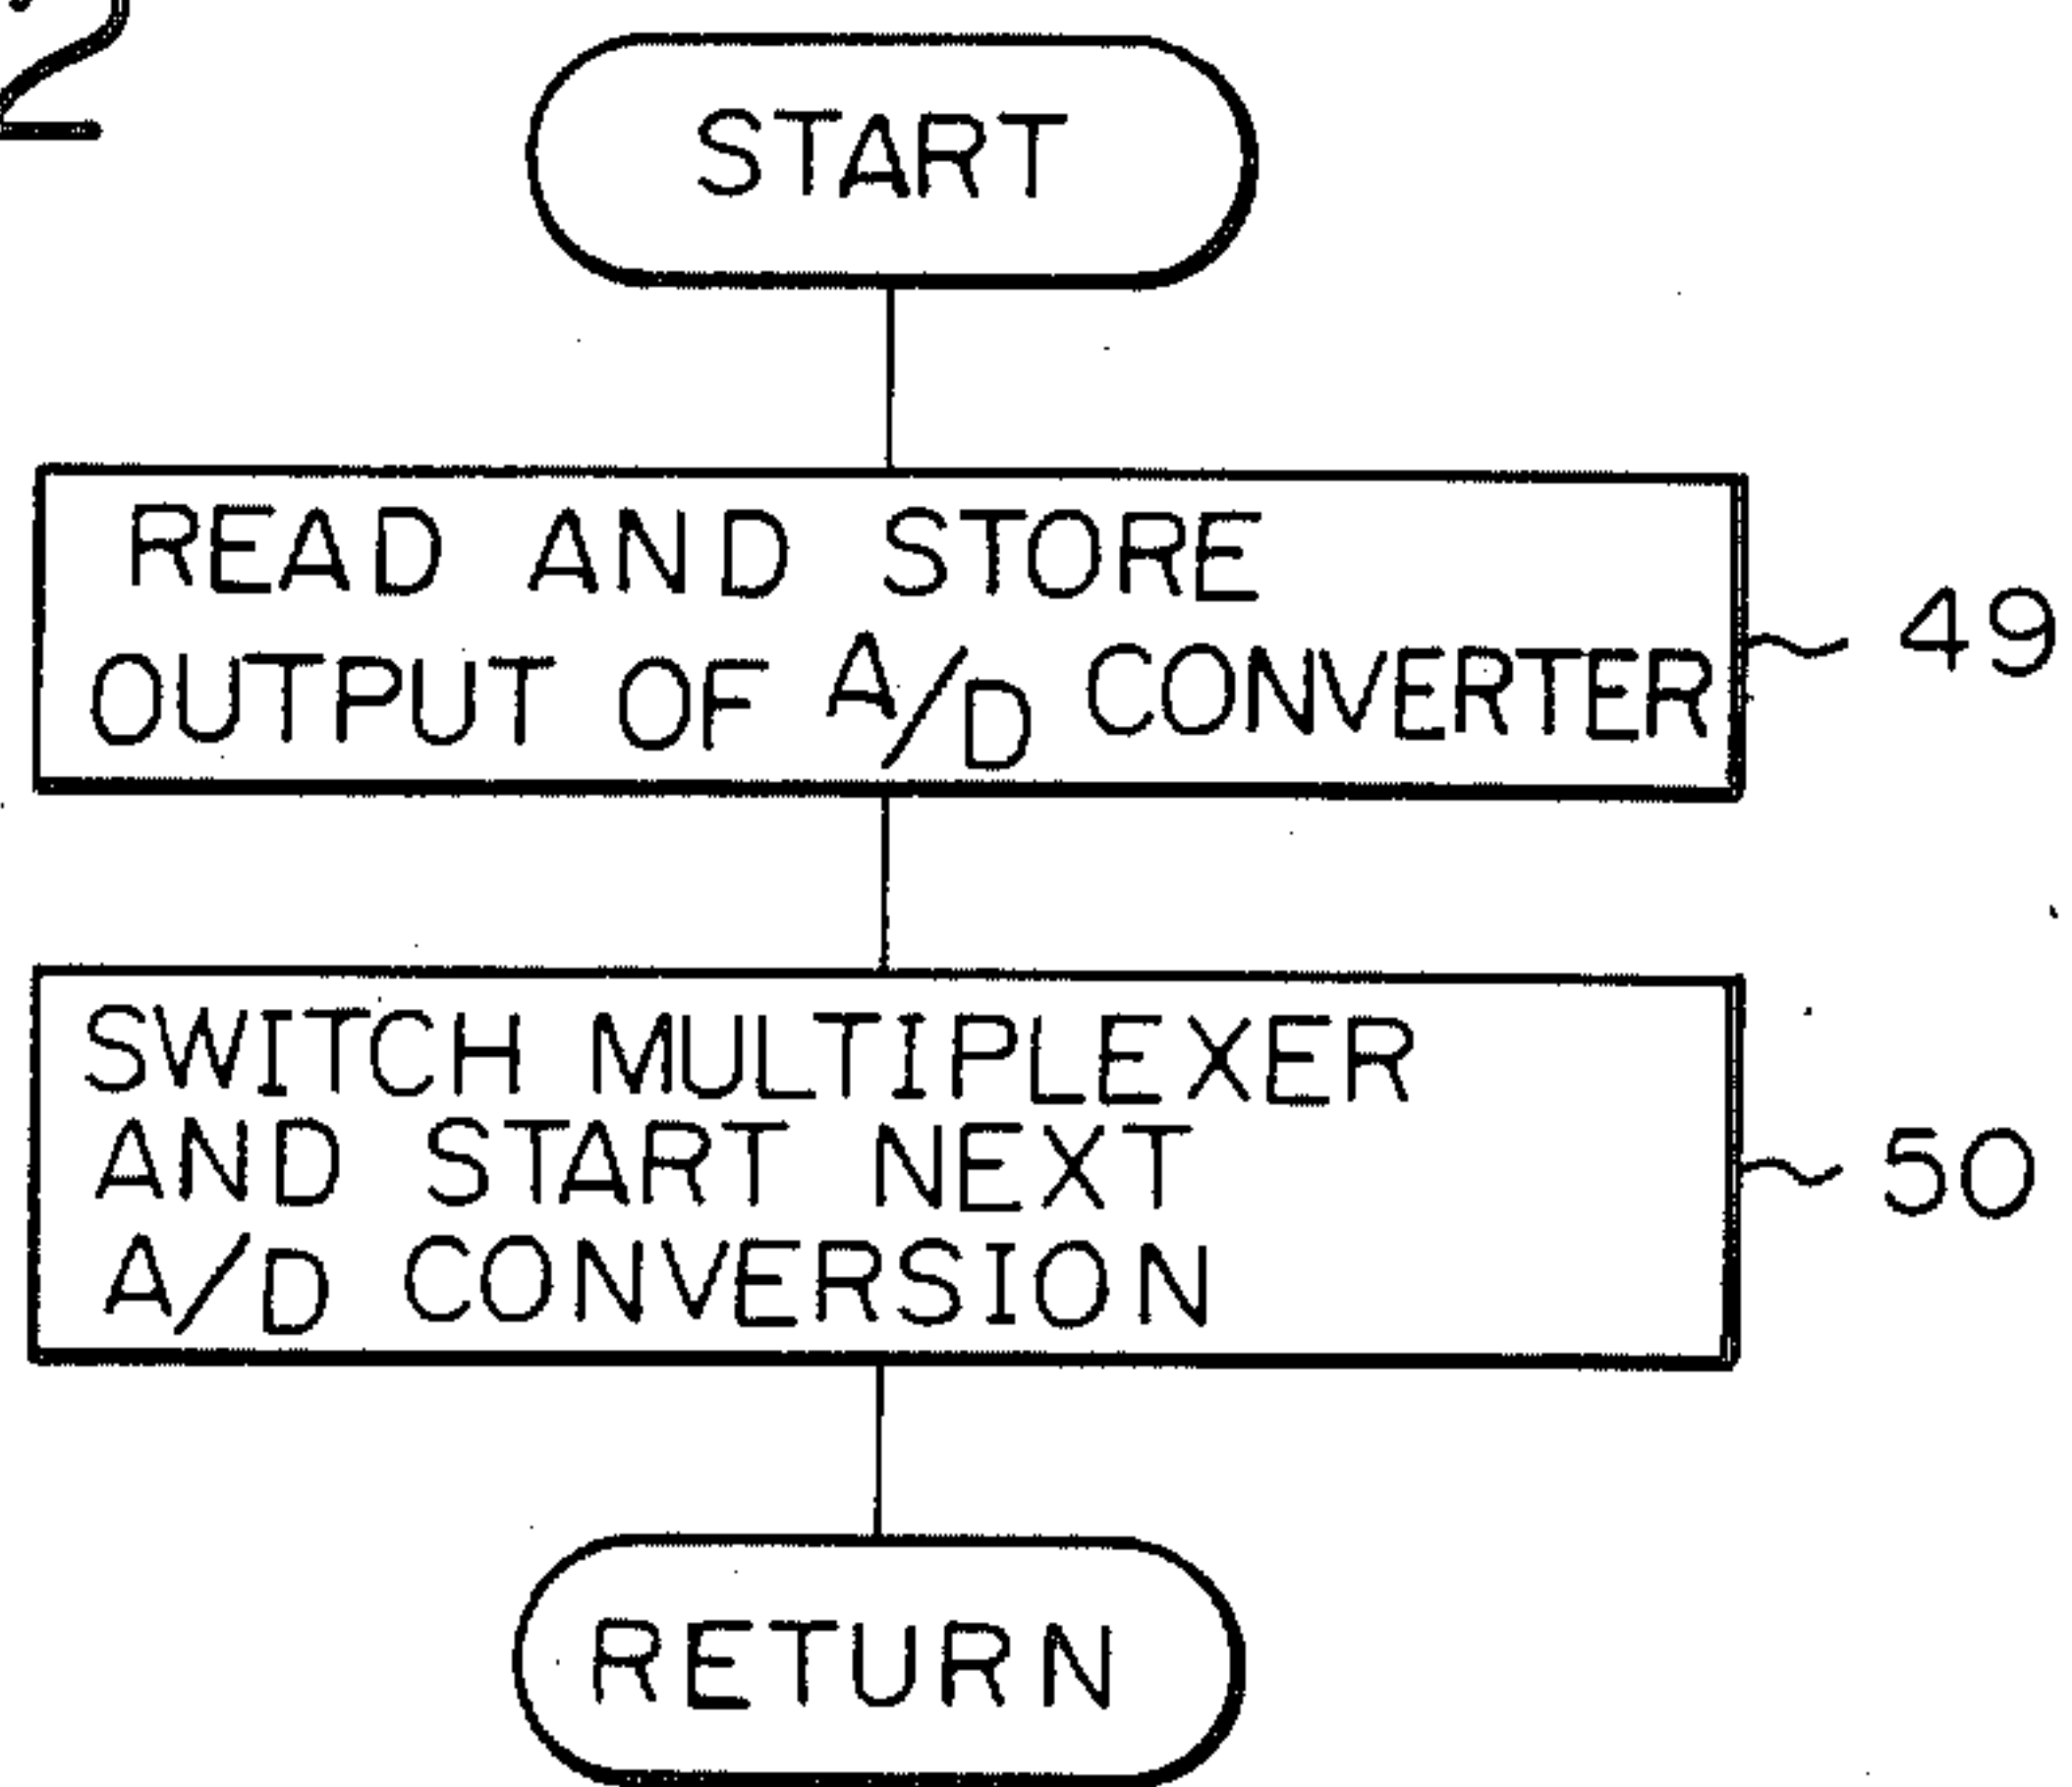 2
START
READ AND STORE
OUTPUT OF A/D CONVERTER
49
SWITCH MULTIPLEXER
AND START NEXT
A/D CONVERSION
50
RETURN